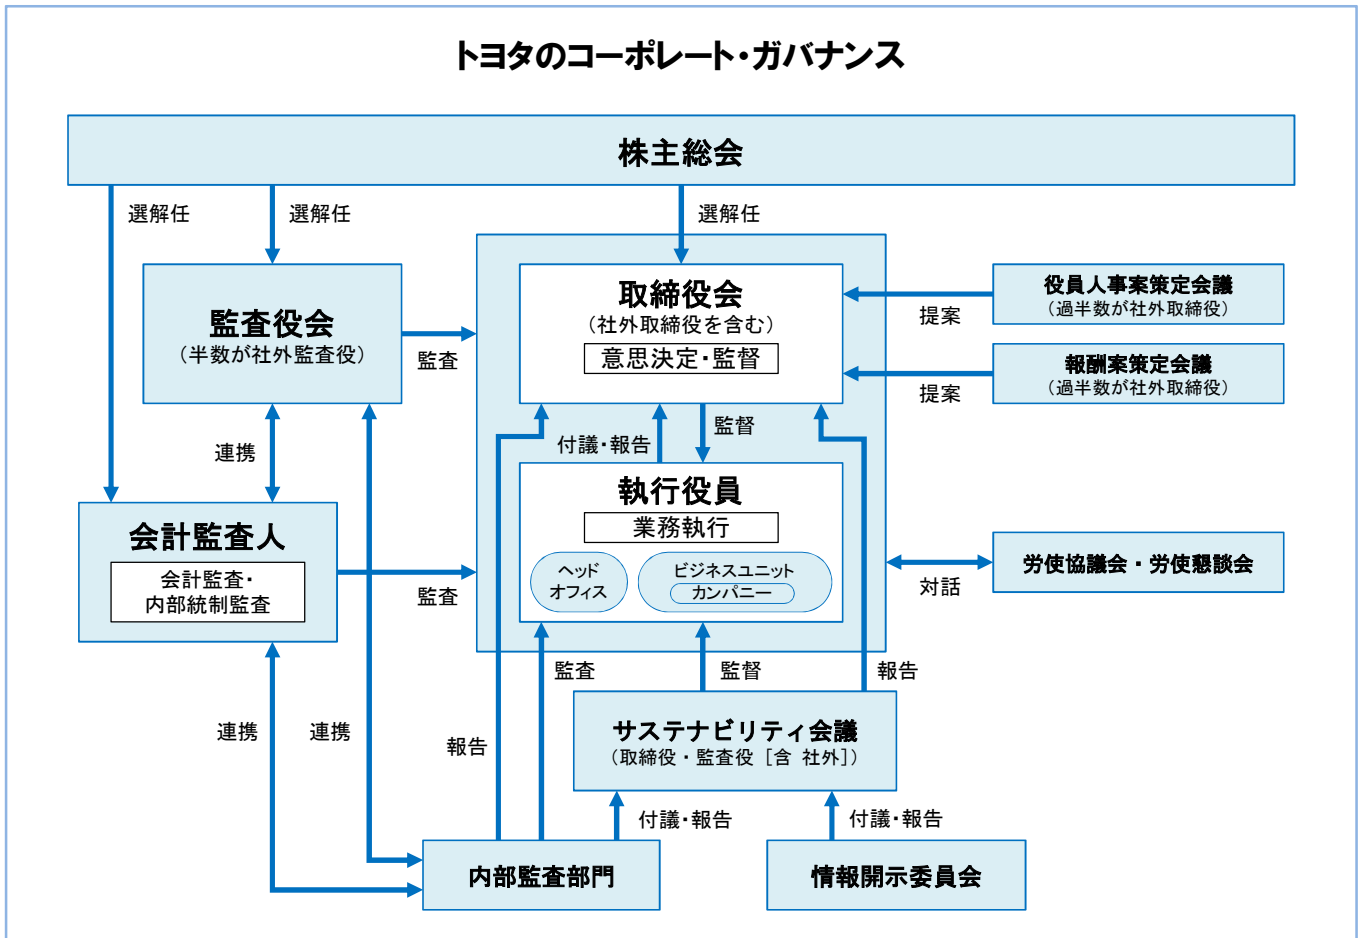 トヨタのコーポレート・ガバナンス
株主総会
選解任
選解任
選解任
監査役会
（半数が社外監査役）
監査
取締役会
（社外取締役を含む）
意思決定・監督
役員人事案策定会議
（過半数が社外取締役）
提案
報酬案策定会議
（過半数が社外取締役）
提案
連携
付議・報告
監督
会計監査人
会計監査・
内部統制監査
監査
執行役員
業務執行
ヘッド
オフィス
ビジネスユニット
カンパニー
労使協議会・労使懇談会
対話
連携
連携
報告
監査
監督
報告
サステナビリティ会議
（取締役・監査役［含 社外］）
付議・報告
付議・報告
内部監査部門
情報開示委員会